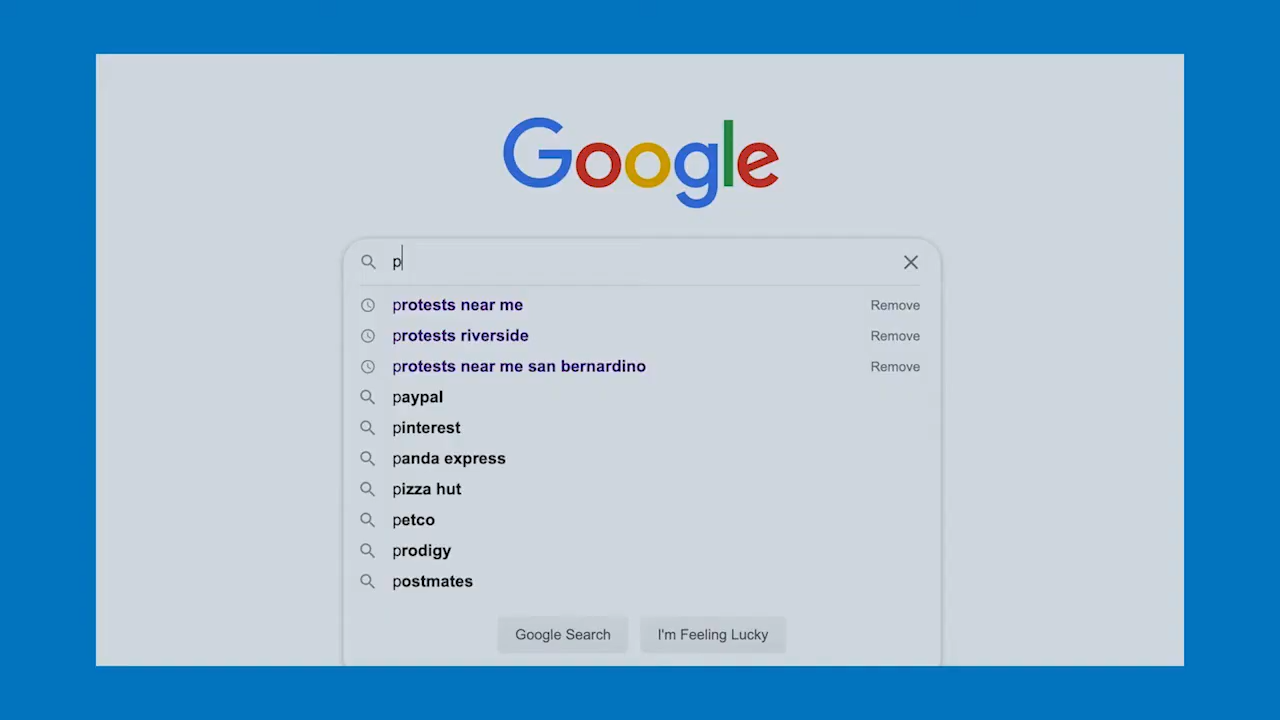 Google
p
protests near me Remove
protests riverside Remove
protests near me san bernardino Remove
paypal
pinterest
panda express
pizza hut
petco
prodigy
postmates
Google Search I'm Feeling Lucky